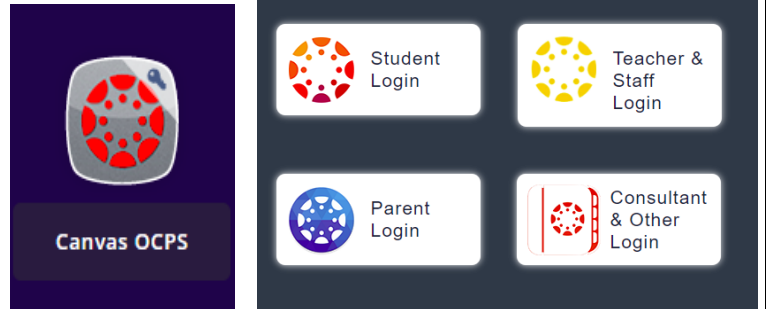 Canvas OCPS
Student
Login
Teacher &
Staff
Login
Parent
Login
Consultant
& Other
Login